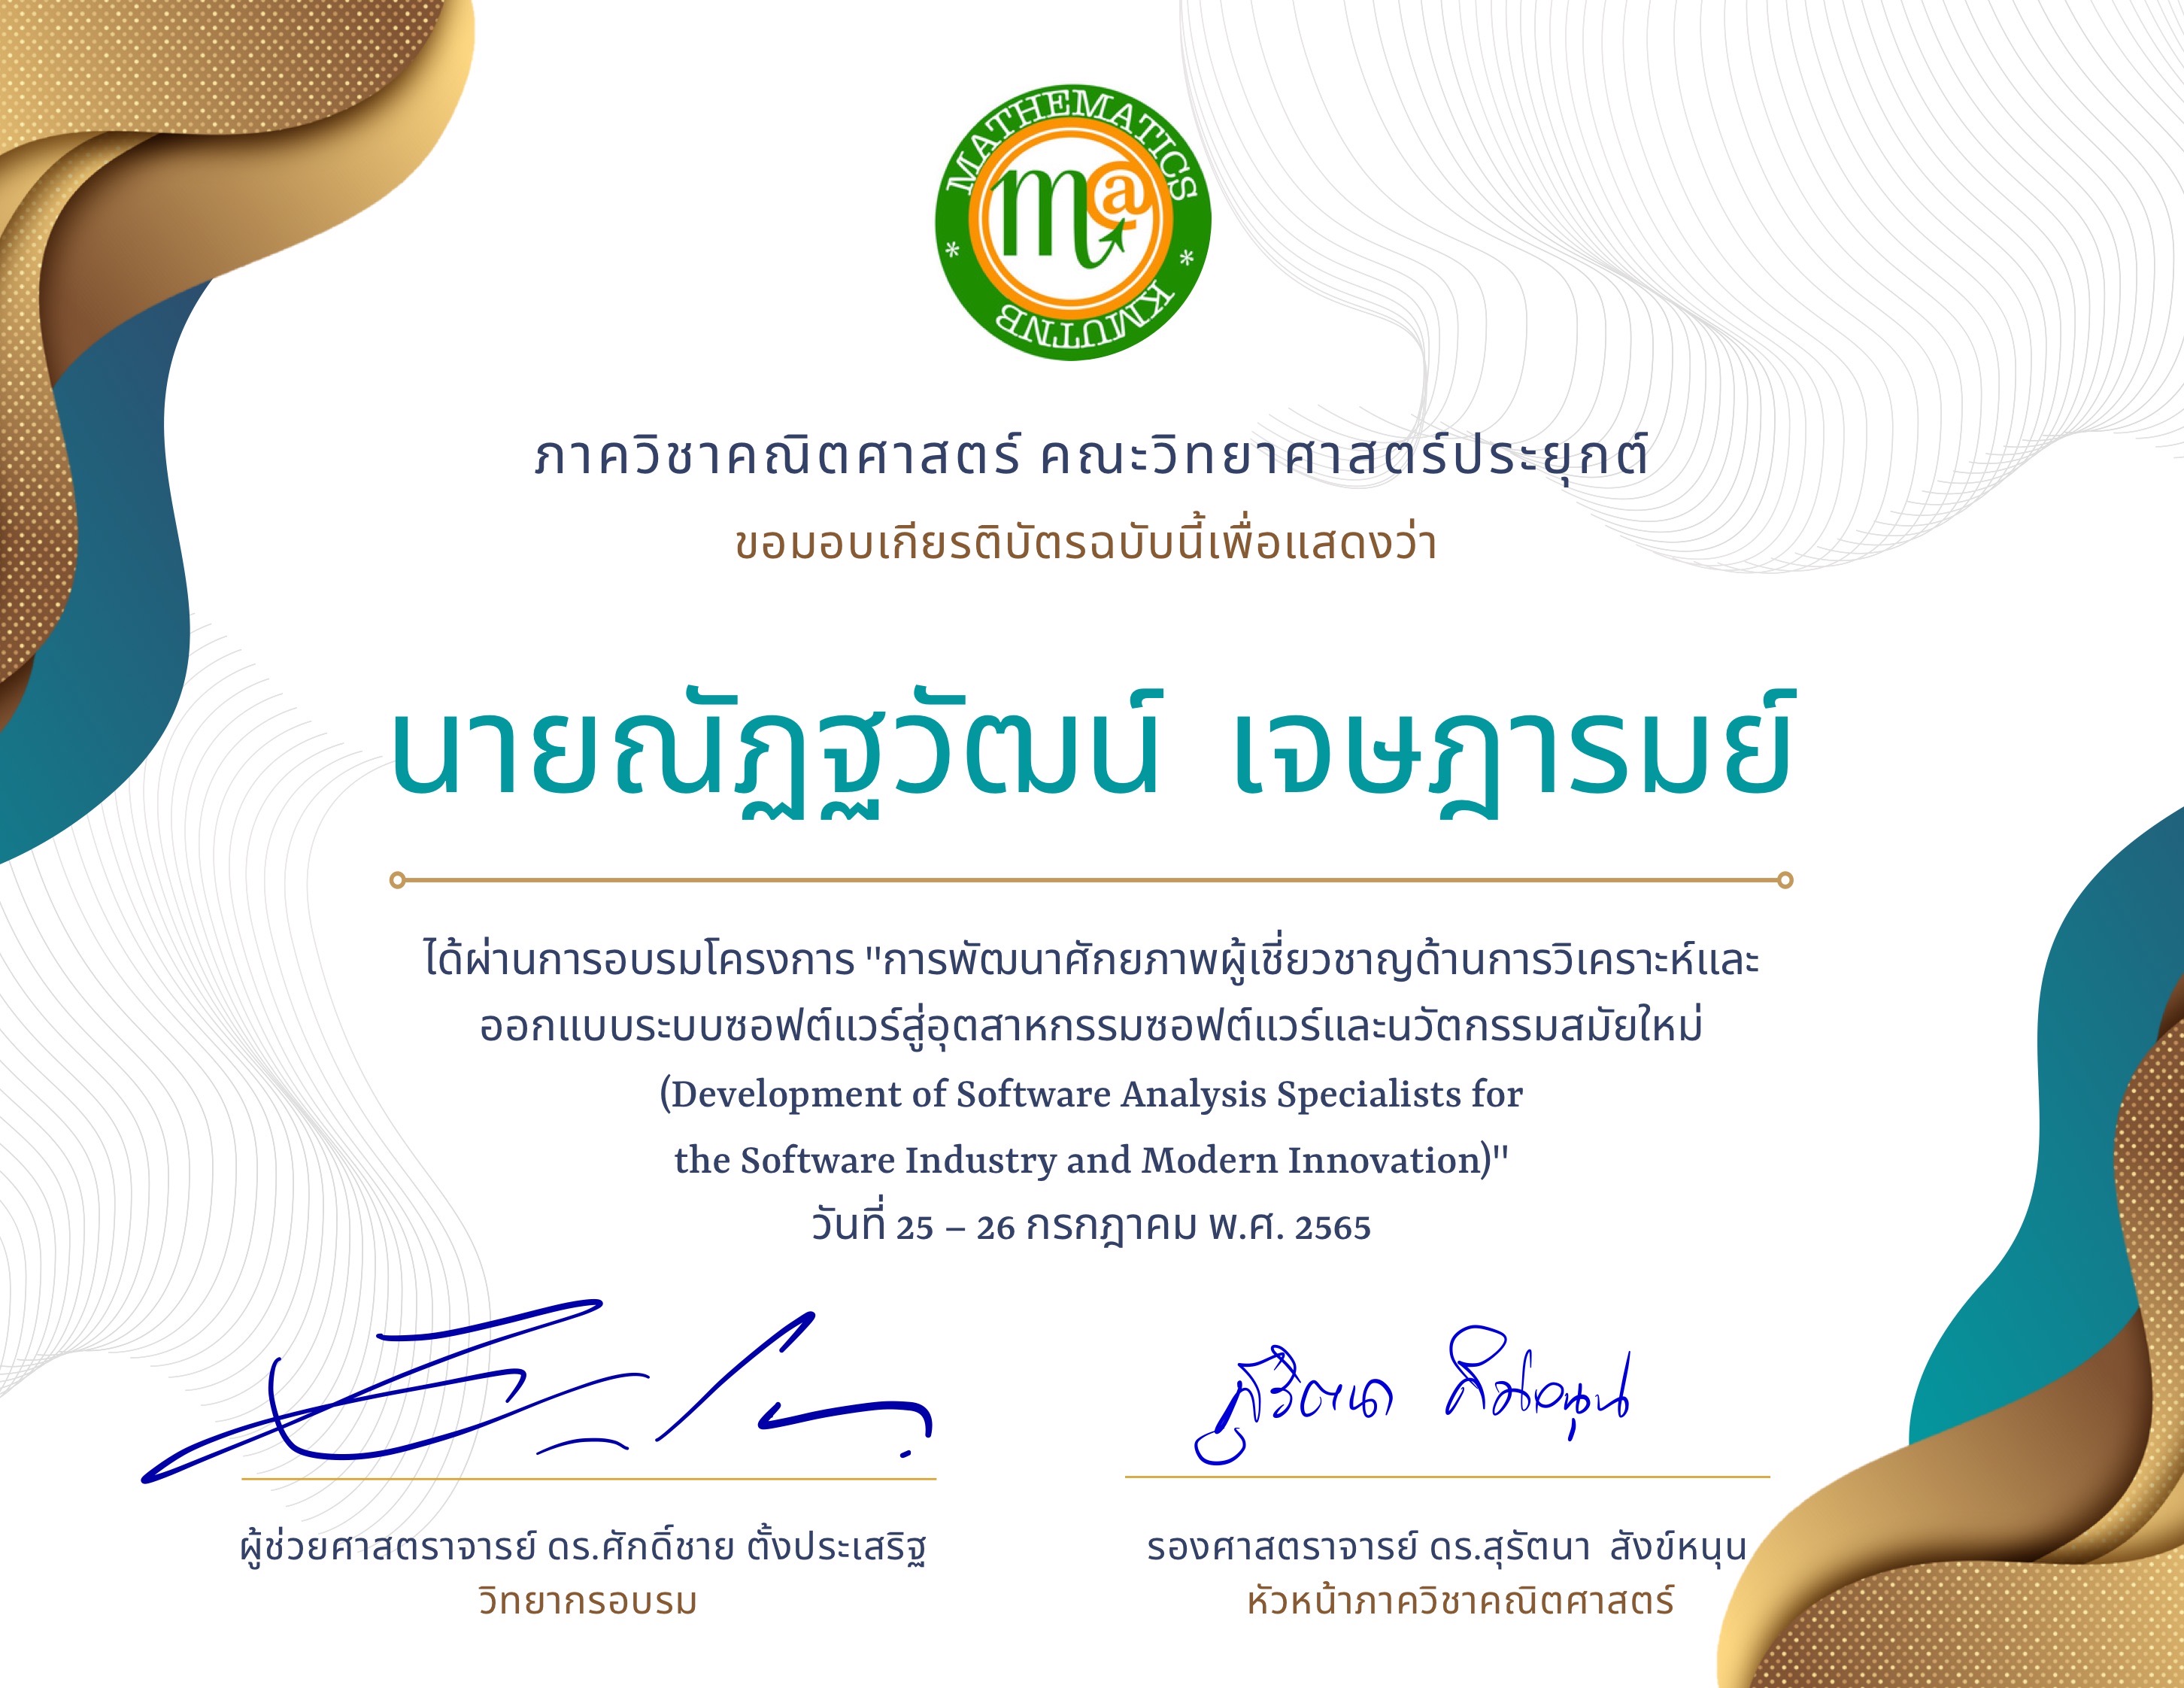 MATHEMATICS
m@
* *
KMUTNB
ภาควิชาคณิตศาสตร์ คณะวิทยาศาสตร์ประยุกต์
ขอมอบเกียรติบัตรฉบับนี้เพื่อแสดงว่า
นายณัฏฐวัฒน์ เจษฎารมย์
ได้ผ่านการอบรมโครงการ "การพัฒนาศักยภาพผู้เชี่ยวชาญด้านการวิเคราะห์และ
ออกแบบระบบซอฟต์แวร์สู่อุตสาหกรรมซอฟต์แวร์และนวัตกรรมสมัยใหม่
(Development of Software Analysis Specialists for
the Software Industry and Modern Innovation)"
วันที่ 25 – 26 กรกฎาคม พ.ศ. 2565
ผู้ช่วยศาสตราจารย์ ดร.ศักดิ์ชาย ตั้งประเสริฐ
วิทยากรอบรม
รองศาสตราจารย์ ดร.สุรัตนา สังข์หนุน
หัวหน้าภาควิชาคณิตศาสตร์